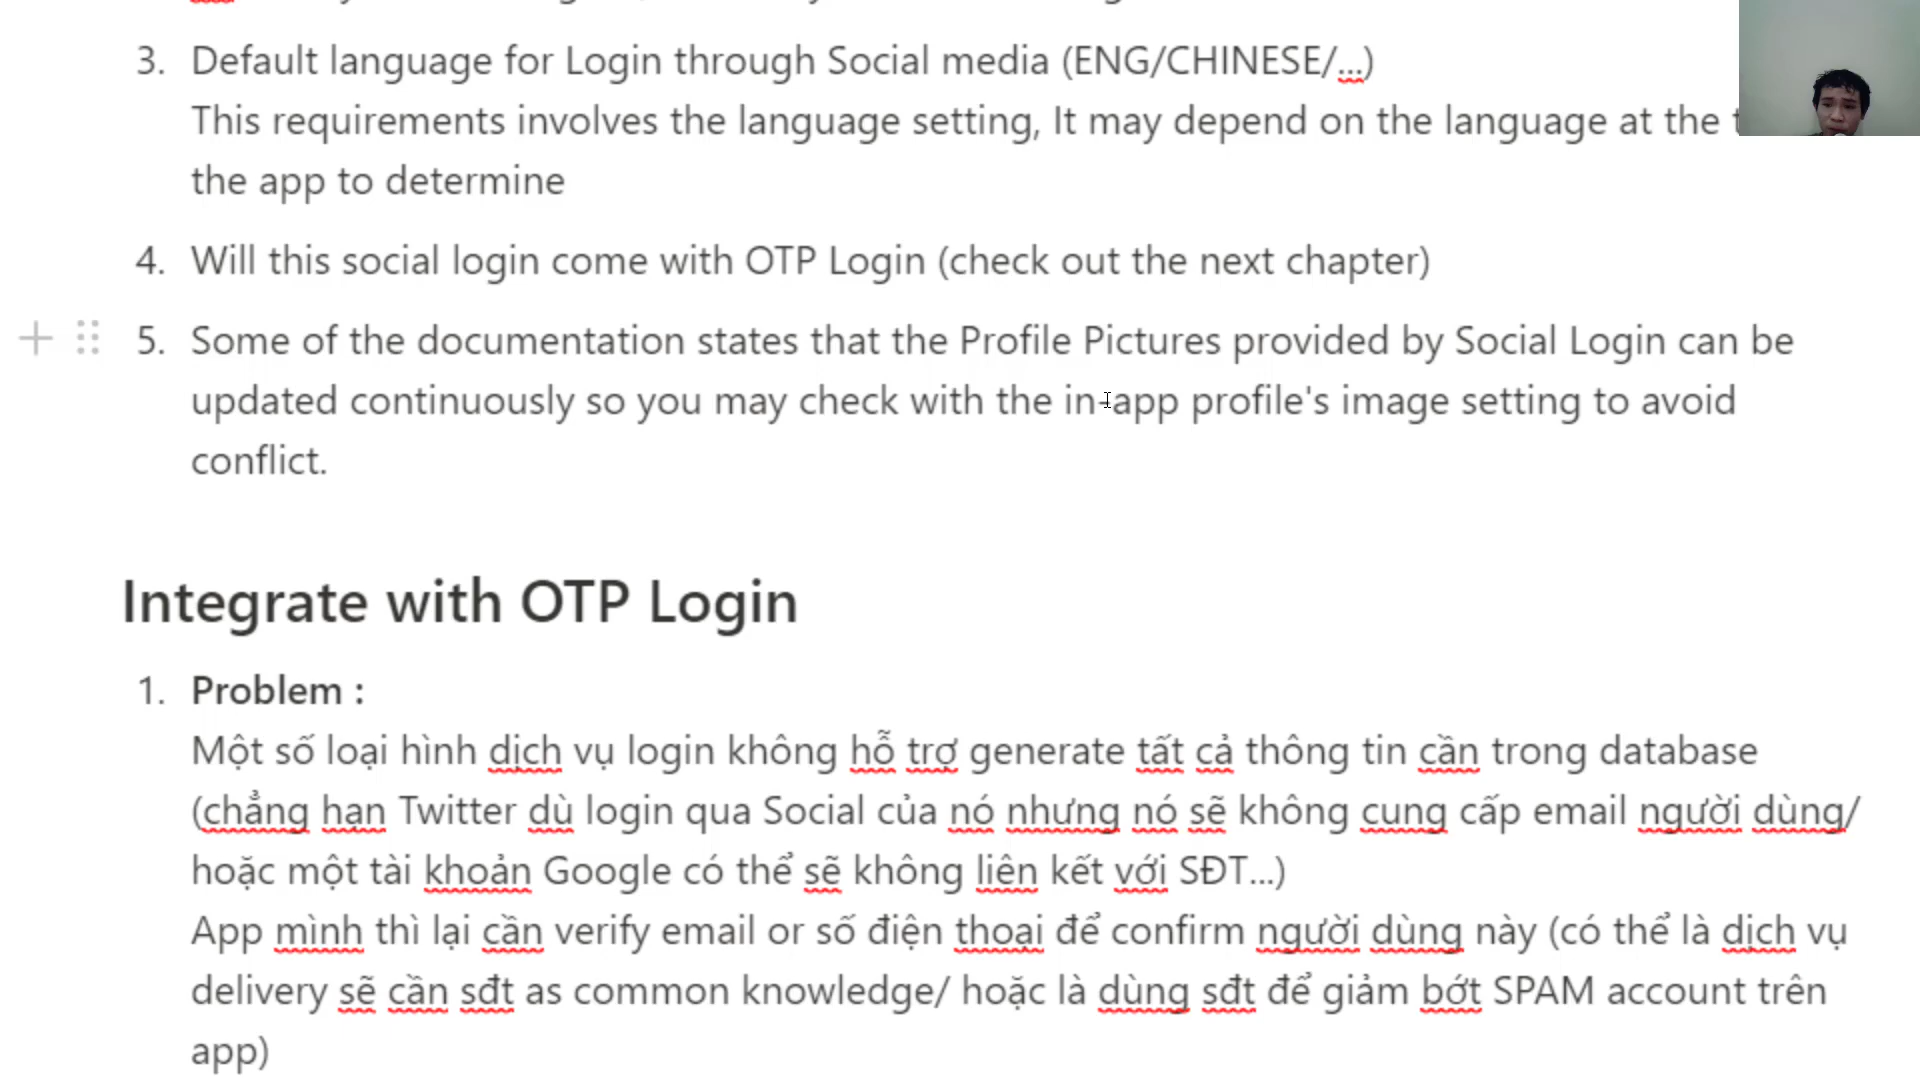 3. Default language for Login through Social media (ENG/CHINESE/...)
This requirements involves the language setting, It may depend on the language at the
the app to determine
4. Will this social login come with OTP Login (check out the next chapter)
5. Some of the documentation states that the Profile Pictures provided by Social Login can be
updated continuously so you may check with the in-app profile's image setting to avoid
conflict.
Integrate with OTP Login
1. Problem :
Một số loại hình dịch vụ login không hỗ trợ generate tất cả thông tin cần trong database
(chẳng hạn Twitter dù login qua Social của nó nhưng nó sẽ không cung cấp email người dùng/
hoặc một tài khoản Google có thể sẽ không liên kết với SĐT...)
App mình thì lại cần verify email or số điện thoại để confirm người dùng này (có thể là dịch vụ
delivery sẽ cần sđt as common knowledge/ hoặc là dùng sđt để giảm bớt SPAM account trên
app)